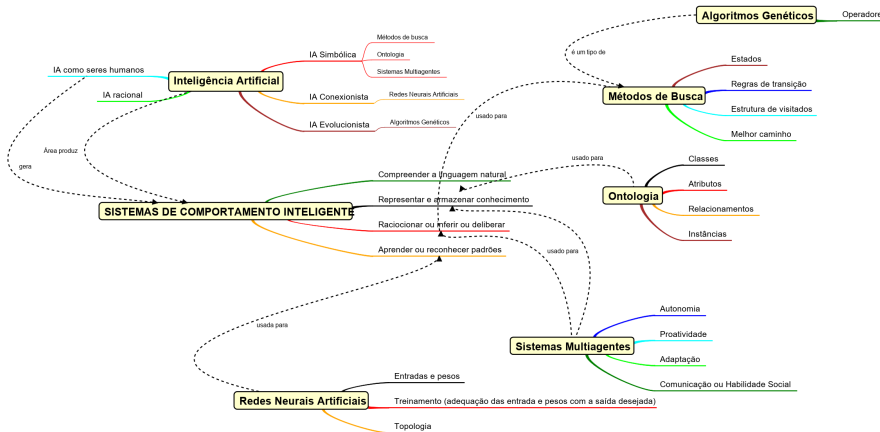 Algoritmos Genéticos
Operadore
é um tipo de
IA como seres humanos
Inteligência Artificial
IA racional
IA Simbólica
Métodos de busca
Ontologia
Sistemas Multiagentes
IA Conexionista
Redes Neurais Artificiais
IA Evolucionista
Algoritmos Genéticos
Métodos de Busca
Estados
Regras de transição
Estrutura de visitados
Melhor caminho
usado para
Área produz
gera
usado para
SISTEMAS DE COMPORTAMENTO INTELIGENTE
Compreender a linguagem natural
Representar e armazenar conhecimento
Raciocionar ou inferir ou deliberar
Aprender ou reconhecer padrões
Ontologia
Classes
Atributos
Relacionamentos
Instâncias
usado para
usada para
Sistemas Multiagentes
Autonomia
Proatividade
Adaptação
Comunicação ou Habilidade Social
Redes Neurais Artificiais
Entradas e pesos
Treinamento (adequação das entrada e pesos com a saída desejada)
Topologia